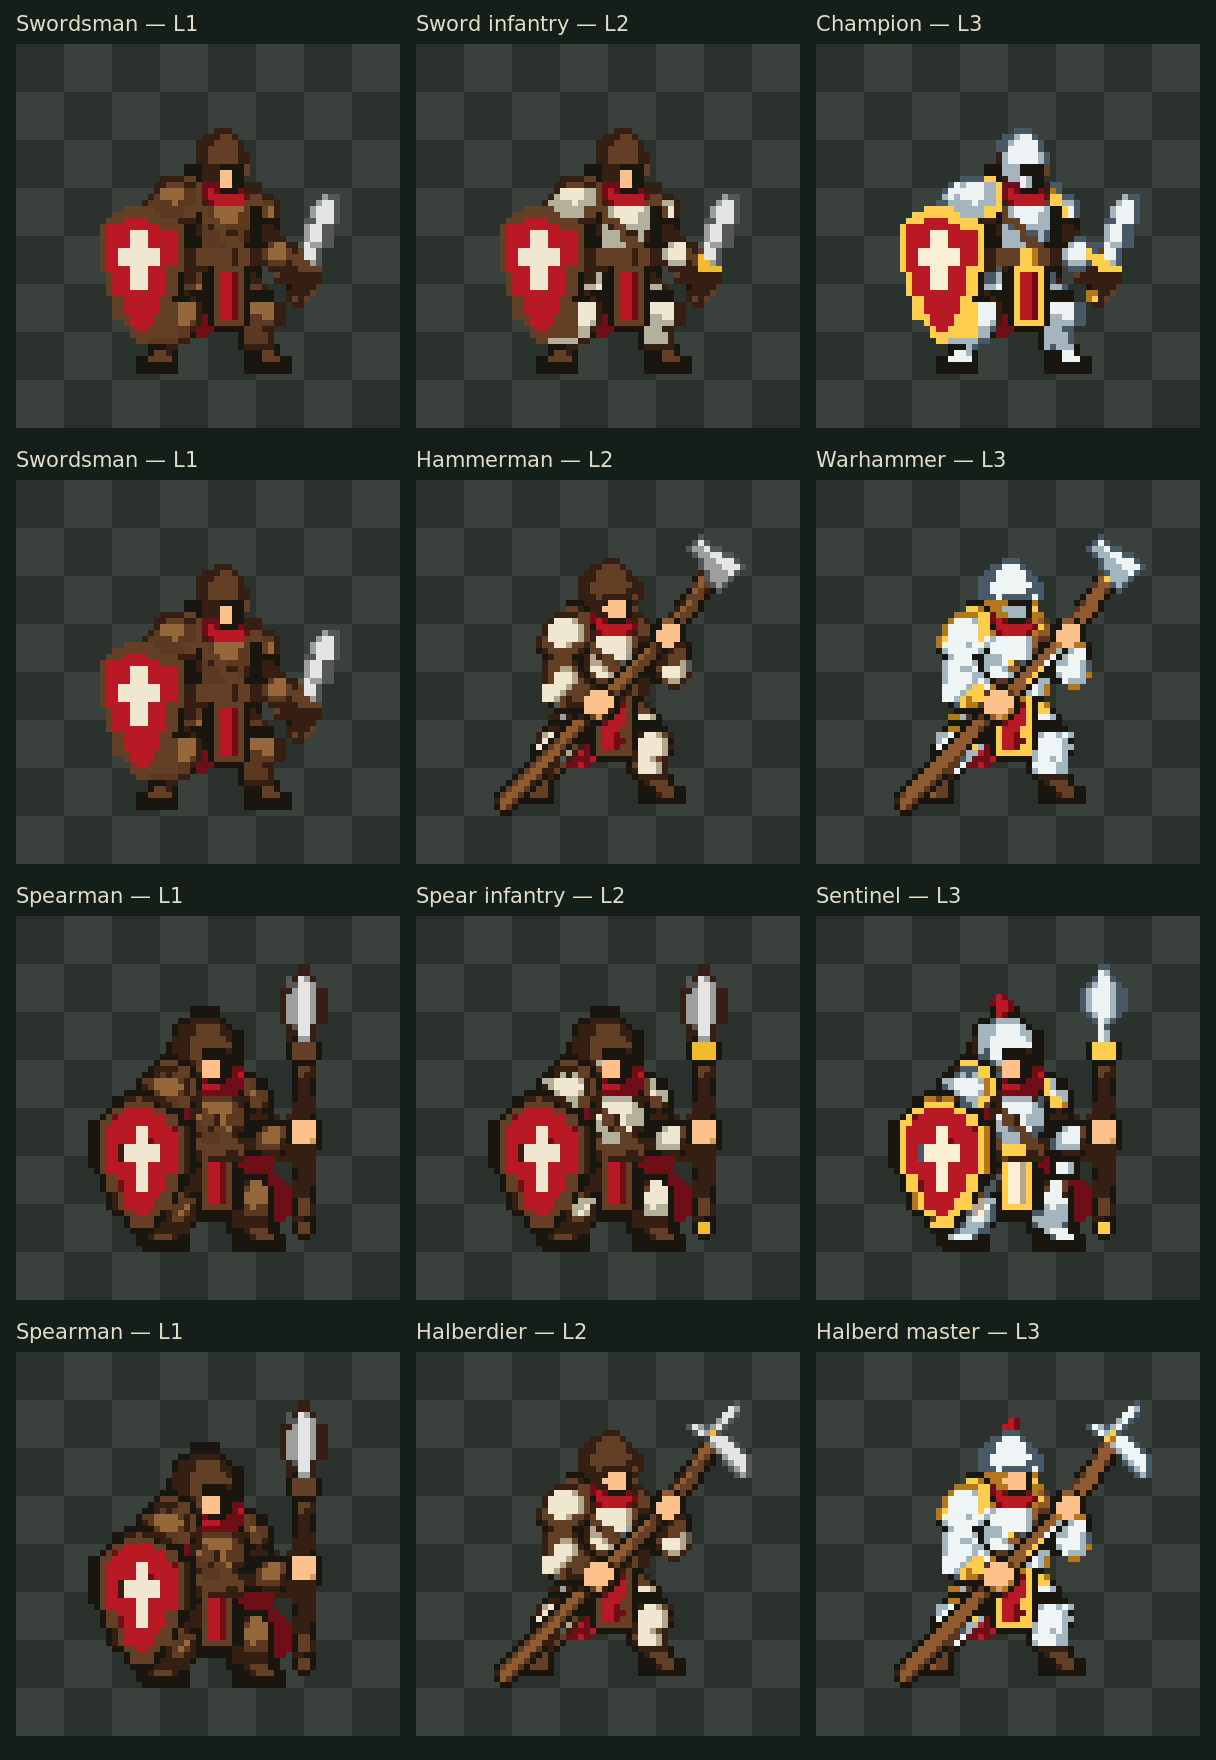 Swordsman — L1
Sword infantry — L2
Champion — L3
Swordsman — L1
Hammerman — L2
Warhammer — L3
Spearman — L1
Spear infantry — L2
Sentinel — L3
Spearman — L1
Halberdier — L2
Halberd master — L3